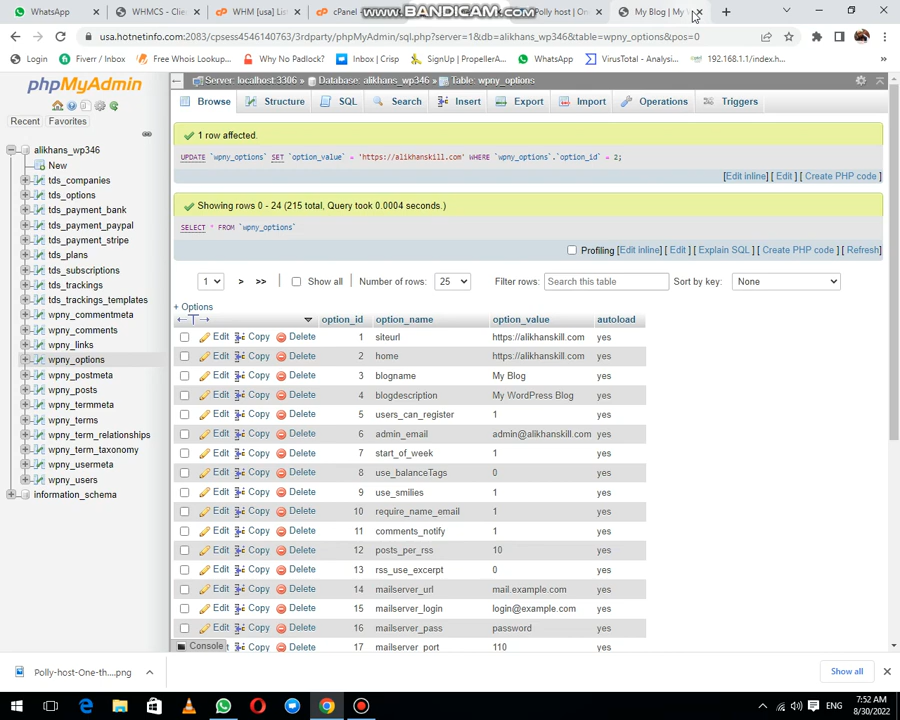 WhatsApp
WHMCS - Clie
WHM [usa] List
cPanel -
WWW.BANDICAM.COM
Polly host | On
My Blog | My
usa.hotnetinfo.com:2083/cpsess4546140763/3rdparty/phpMyAdmin/sql.php?server=1&db=alikhans_wp346&table=wpny_options&pos=0
Login
Fiverr / Inbox
Free Whois Lookup...
Why No Padlock?
Inbox | Crisp
SignUp | PropellerA...
WhatsApp
VirusTotal - Analysi...
192.168.1.1/index.h...
»
phpMyAdmin
Recent
Favorites
alikhans_wp346
New
tds_companies
tds_options
tds_payment_bank
tds_payment_paypal
tds_payment_stripe
tds_plans
tds_subscriptions
tds_trackings
tds_trackings_templates
wpny_commentmeta
wpny_comments
wpny_links
wpny_options
wpny_postmeta
wpny_posts
wpny_termmeta
wpny_terms
wpny_term_relationships
wpny_term_taxonomy
wpny_usermeta
wpny_users
information_schema
Server: localhost:3306 » Database: alikhans_wp346 » Table: wpny_options
Browse Structure SQL Search Insert Export Import Operations Triggers
1 row affected.
UPDATE `wpny_options` SET `option_value` = 'https://alikhanskill.com' WHERE `wpny_options`.`option_id` = 2;
[Edit inline] [ Edit ] [ Create PHP code ]
Showing rows 0 - 24 (215 total, Query took 0.0004 seconds.)
SELECT * FROM `wpny_options`
Profiling [Edit inline] [ Edit ] [ Explain SQL ] [ Create PHP code ] [ Refresh]
1 > >> Show all Number of rows: 25 Filter rows: Search this table Sort by key: None
+ Options
←T→ option_id option_name option_value autoload
Edit Copy Delete 1 siteurl https://alikhanskill.com yes
Edit Copy Delete 2 home https://alikhanskill.com yes
Edit Copy Delete 3 blogname My Blog yes
Edit Copy Delete 4 blogdescription My WordPress Blog yes
Edit Copy Delete 5 users_can_register 1 yes
Edit Copy Delete 6 admin_email admin@alikhanskill.com yes
Edit Copy Delete 7 start_of_week 1 yes
Edit Copy Delete 8 use_balanceTags 0 yes
Edit Copy Delete 9 use_smilies 1 yes
Edit Copy Delete 10 require_name_email 1 yes
Edit Copy Delete 11 comments_notify 1 yes
Edit Copy Delete 12 posts_per_rss 10 yes
Edit Copy Delete 13 rss_use_excerpt 0 yes
Edit Copy Delete 14 mailserver_url mail.example.com yes
Edit Copy Delete 15 mailserver_login login@example.com yes
Edit Copy Delete 16 mailserver_pass password yes
Copy Delete 17 mailserver_port 110 yes
Console
Polly-host-One-th....png
Show all
ENG
7:52 AM
8/30/2022